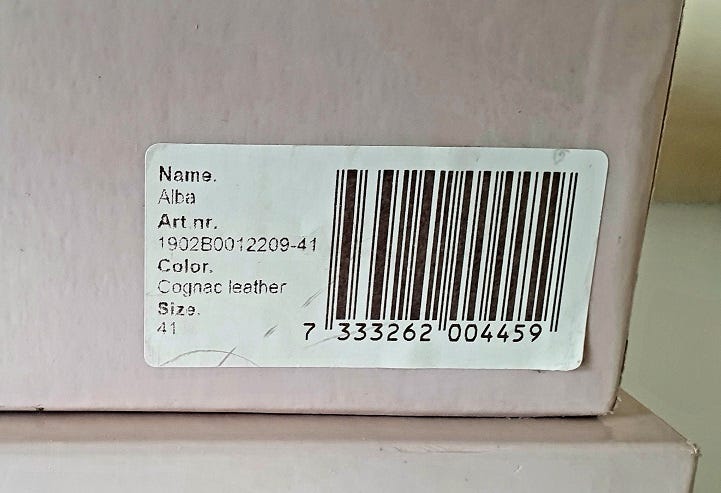 Name.
Alba
Art.nr.
1902B0012209-41
Color.
Cognac leather
Size.
41
7 333262 004459